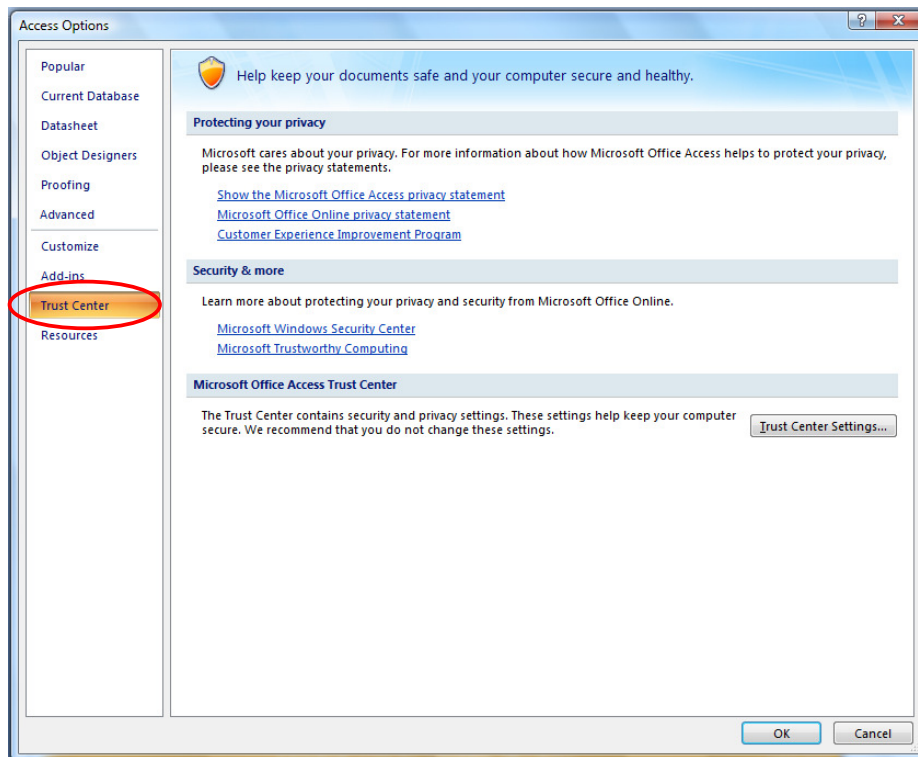 Access Options
?
Popular
Current Database
Datasheet
Object Designers
Proofing
Advanced
Customize
Add-ins
Trust Center
Resources
Help keep your documents safe and your computer secure and healthy.
Protecting your privacy
Microsoft cares about your privacy. For more information about how Microsoft Office Access helps to protect your privacy,
please see the privacy statements.
Show the Microsoft Office Access privacy statement
Microsoft Office Online privacy statement
Customer Experience Improvement Program
Security & more
Learn more about protecting your privacy and security from Microsoft Office Online.
Microsoft Windows Security Center
Microsoft Trustworthy Computing
Microsoft Office Access Trust Center
The Trust Center contains security and privacy settings. These settings help keep your computer
secure. We recommend that you do not change these settings.
Trust Center Settings...
OK
Cancel